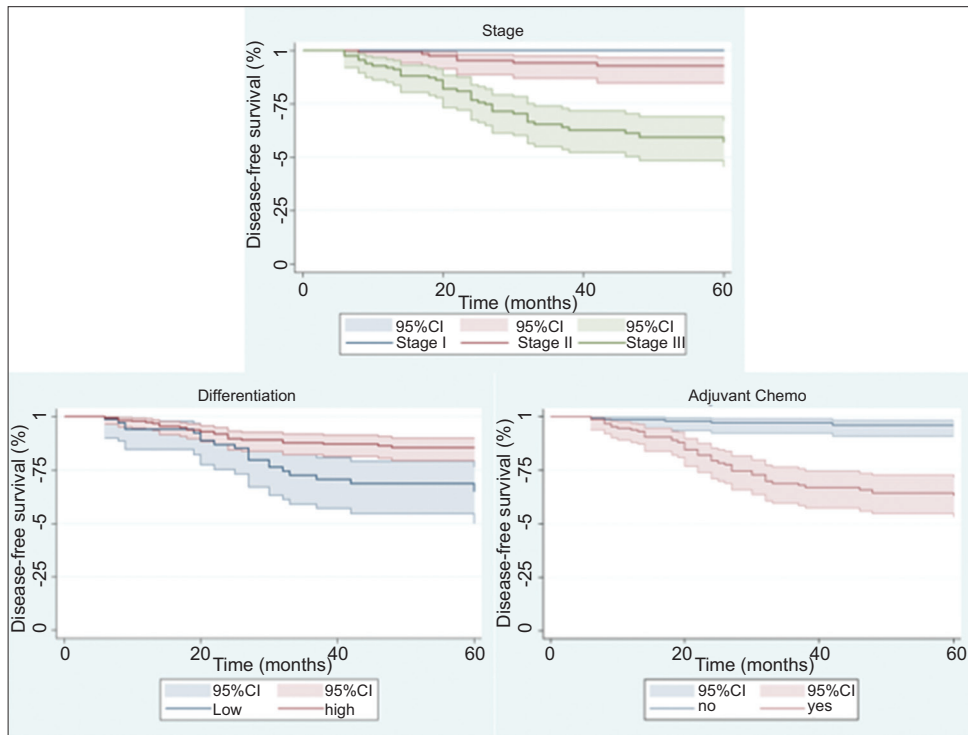 Stage
Disease-free survival (%)
1
-75
-5
-25
0
0 20 40 60
Time (months)
95%CI 95%CI 95%CI
Stage I Stage II Stage III
Differentiation
Disease-free survival (%)
1
-75
-5
-25
0
0 20 40 60
Time (months)
95%CI 95%CI
Low high
Adjuvant Chemo
Disease-free survival (%)
1
-75
-5
-25
0
0 20 40 60
Time (months)
95%CI 95%CI
no yes